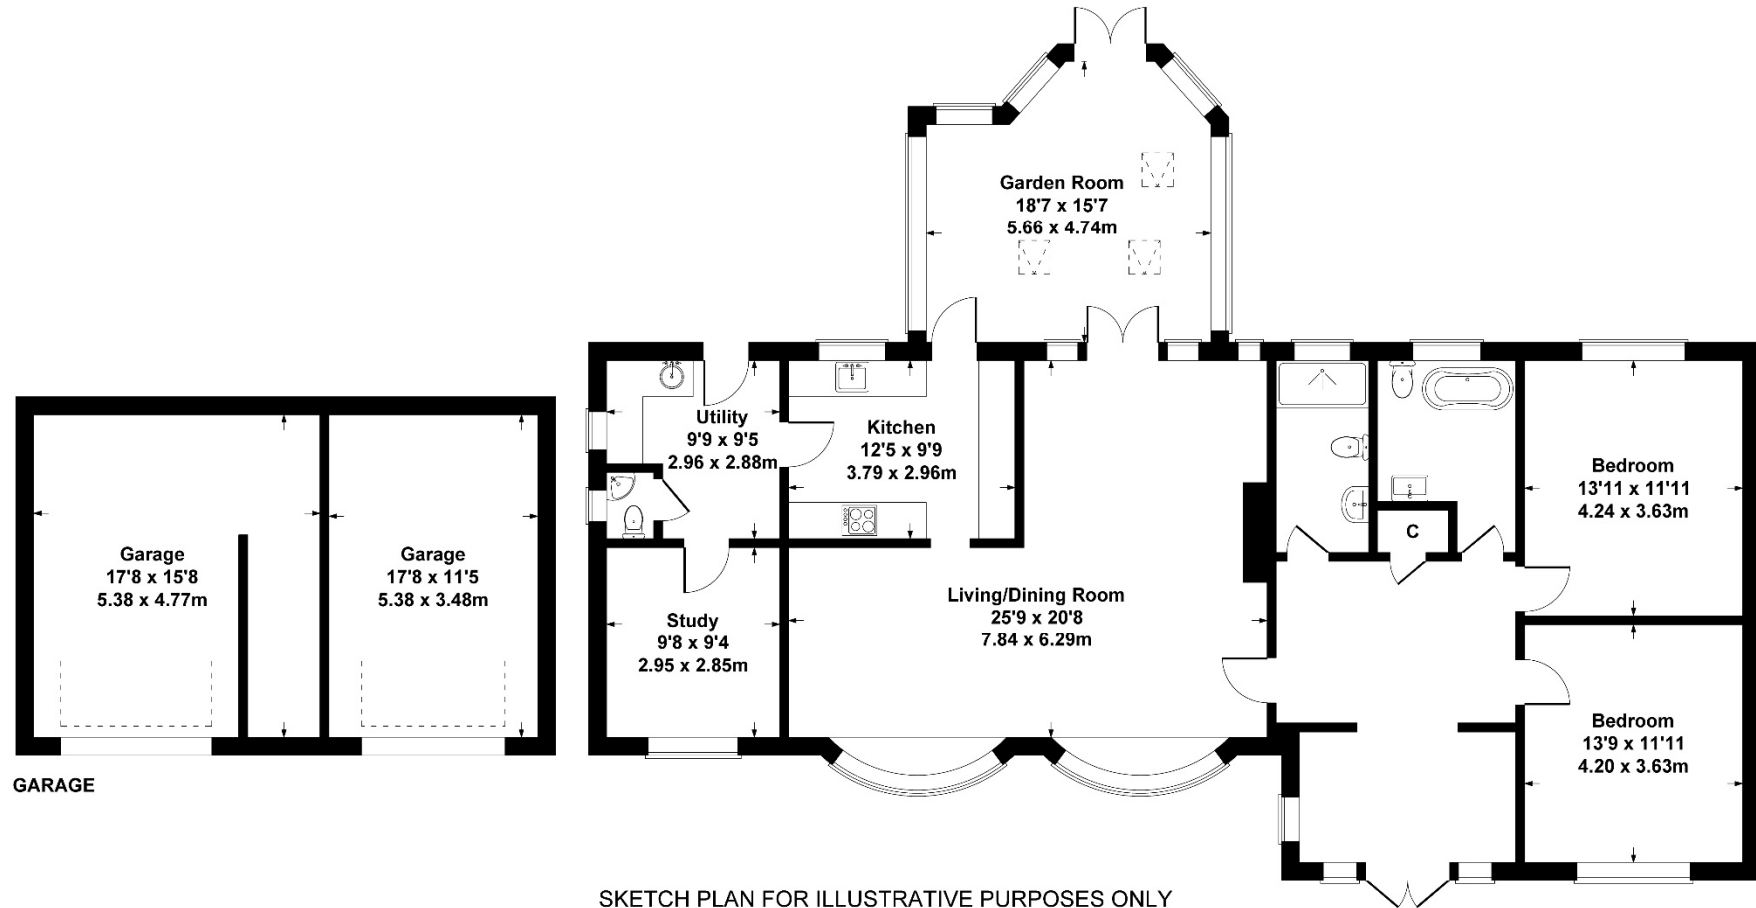 Garden Room
18'7 x 15'7
5.66 x 4.74m
Utility
9'9 x 9'5
2.96 x 2.88m
Kitchen
12'5 x 9'9
3.79 x 2.96m
Bedroom
13'11 x 11'11
4.24 x 3.63m
C
Garage
17'8 x 15'8
5.38 x 4.77m
Garage
17'8 x 11'5
5.38 x 3.48m
Study
9'8 x 9'4
2.95 x 2.85m
Living/Dining Room
25'9 x 20'8
7.84 x 6.29m
Bedroom
13'9 x 11'11
4.20 x 3.63m
GARAGE
SKETCH PLAN FOR ILLUSTRATIVE PURPOSES ONLY